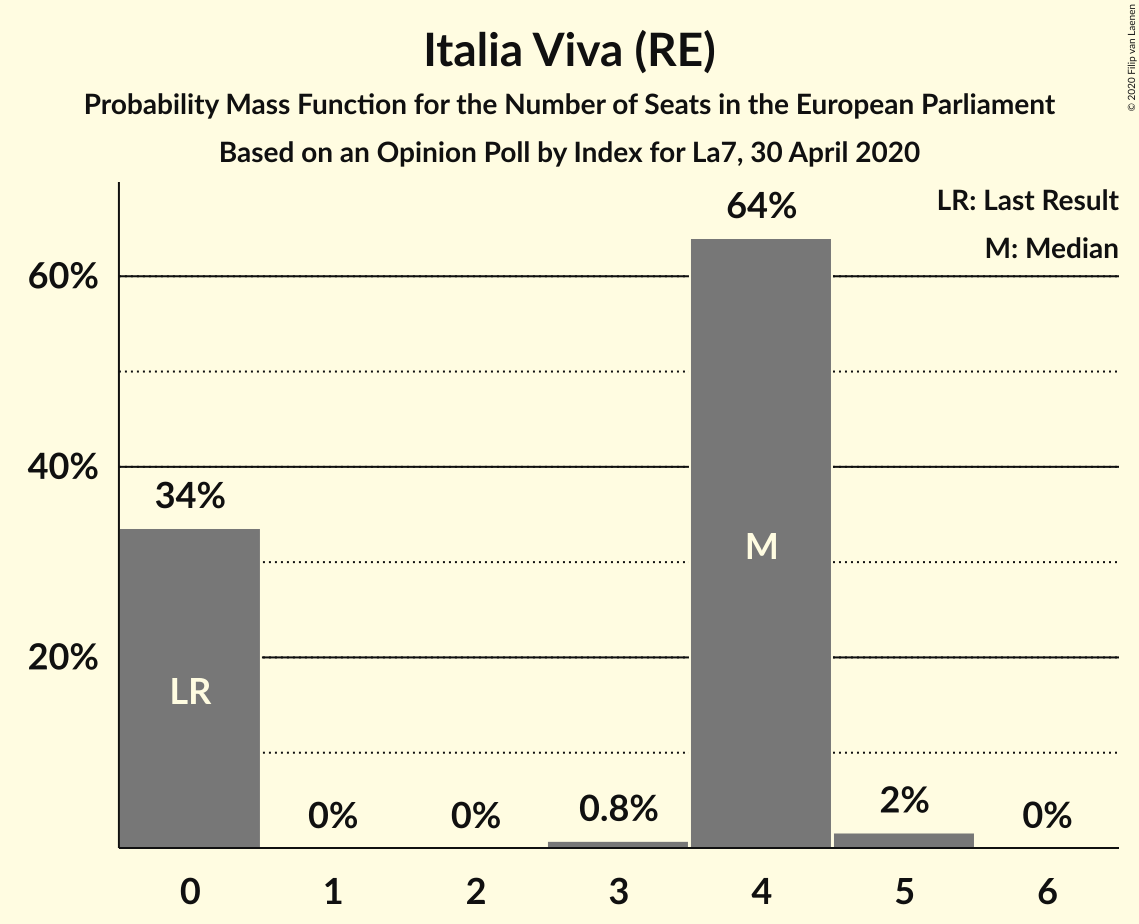 Italia Viva (RE)
Probability Mass Function for the Number of Seats in the European Parliament
Based on an Opinion Poll by Index for La7, 30 April 2020
© 2020 Filip van Laenen
LR: Last Result
M: Median
60%
40%
20%
34%
0%
0%
0.8%
64%
2%
0%
LR
M
0 1 2 3 4 5 6